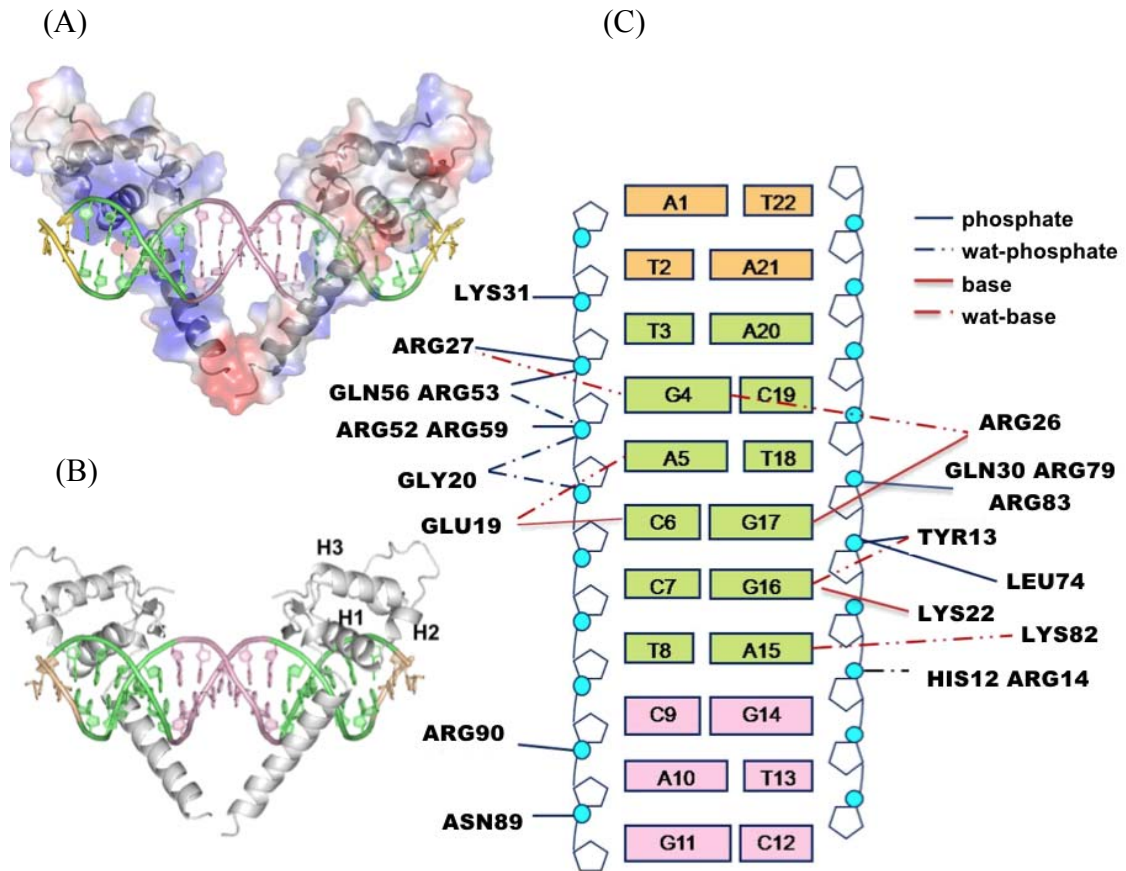 (A)
(C)
(B)
H3
H1
H2
LYS31
ARG27
GLN56 ARG53
ARG52 ARG59
GLY20
GLU19
ARG90
ASN89
A1 T22
T2 A21
T3 A20
G4 C19
A5 T18
C6 G17
C7 G16
T8 A15
C9 G14
A10 T13
G11 C12
ARG26
GLN30 ARG79
ARG83
TYR13
LEU74
LYS22
LYS82
HIS12 ARG14
phosphate
wat-phosphate
base
wat-base